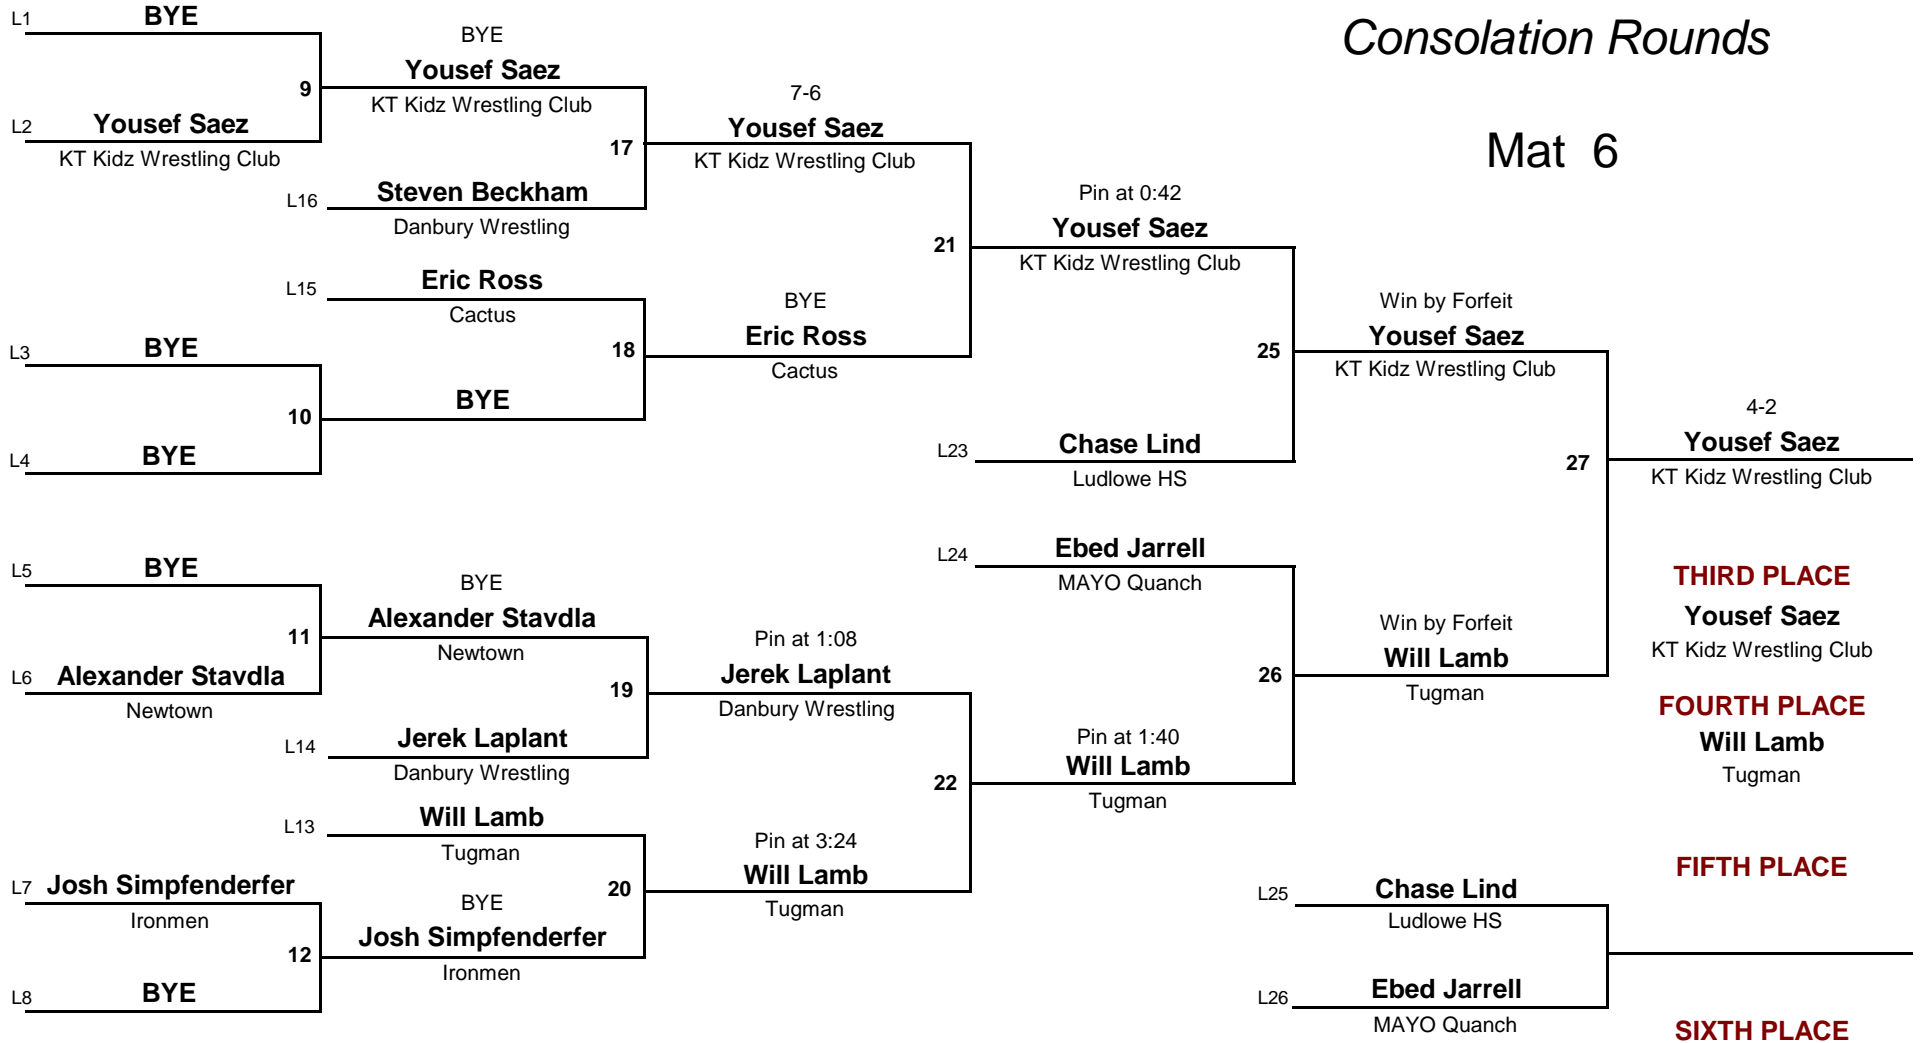 Consolation Rounds
Mat 6
L1 BYE
BYE
Yousef Saez
9
KT Kidz Wrestling Club
L2 Yousef Saez
KT Kidz Wrestling Club
7-6
Yousef Saez
17
KT Kidz Wrestling Club
L16 Steven Beckham
Danbury Wrestling
Pin at 0:42
Yousef Saez
21
KT Kidz Wrestling Club
L15 Eric Ross
Cactus
BYE
Eric Ross
18
Cactus
L3 BYE
10
BYE
L4 BYE
Win by Forfeit
Yousef Saez
25
KT Kidz Wrestling Club
L23 Chase Lind
Ludlowe HS
4-2
Yousef Saez
27
KT Kidz Wrestling Club
L24 Ebed Jarrell
MAYO Quanch
L5 BYE
BYE
Alexander Stavdla
11
Newtown
L6 Alexander Stavdla
Newtown
Pin at 1:08
Jerek Laplant
19
Danbury Wrestling
L14 Jerek Laplant
Danbury Wrestling
Win by Forfeit
Will Lamb
26
Tugman
Pin at 1:40
Will Lamb
22
Tugman
L13 Will Lamb
Tugman
Pin at 3:24
Will Lamb
20
Tugman
L7 Josh Simpfenderfer
Ironmen
BYE
Josh Simpfenderfer
12
Ironmen
L8 BYE
THIRD PLACE
Yousef Saez
KT Kidz Wrestling Club
FOURTH PLACE
Will Lamb
Tugman
FIFTH PLACE
L25 Chase Lind
Ludlowe HS
L26 Ebed Jarrell
MAYO Quanch
SIXTH PLACE